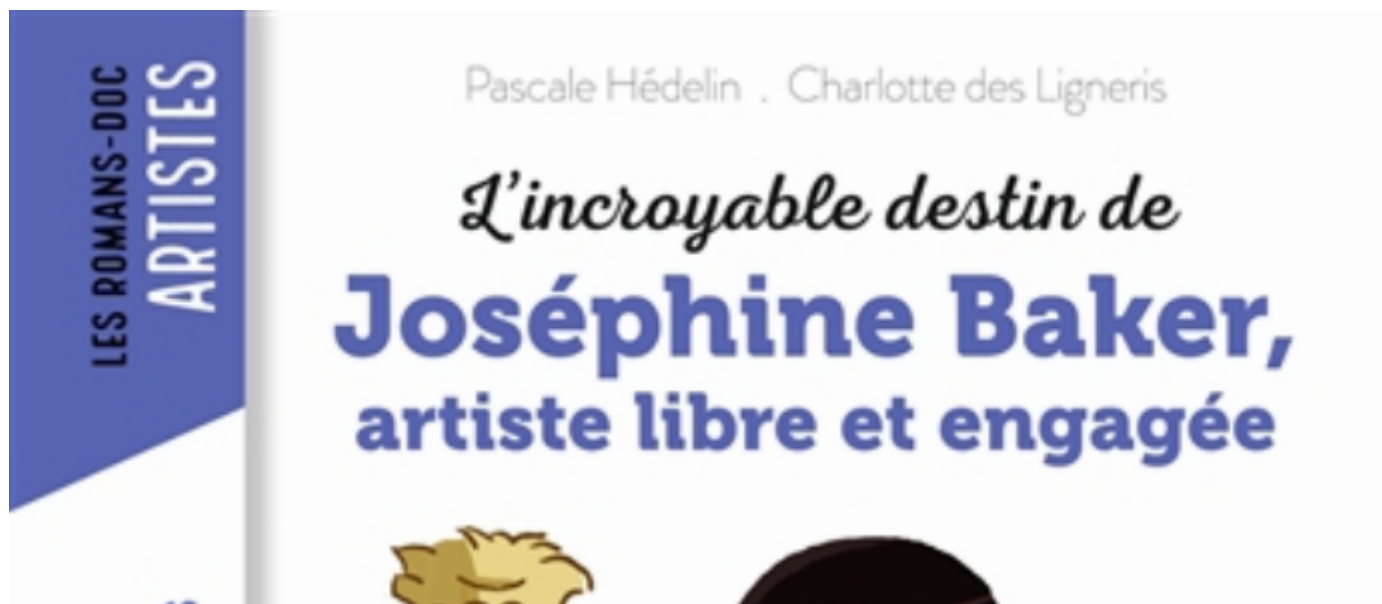 LES ROMANS-DOC
ARTISTES
Pascale Hédelin . Charlotte des Ligneris
L'incroyable destin de
Joséphine Baker,
artiste libre et engagée